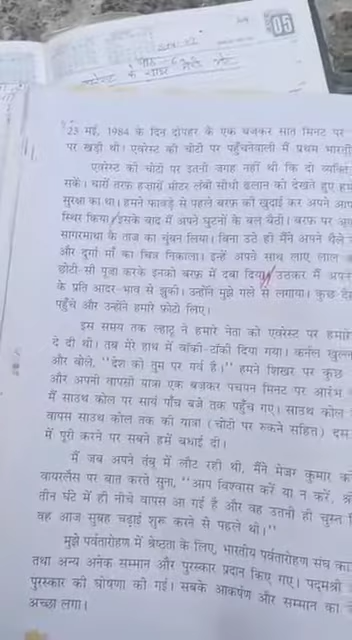 05
23 मई, 1984 के दिन दोपहर के एक बजकर सात मिनट पर
पर खड़ी थी। एवरेस्ट की चोटी पर पहुँचनेवाली मैं प्रथम भारती
एवरेस्ट की चोटी पर इतनी जगह नहीं थी कि दो व्यक्ति
सकें। चारों तरफ़ हजारों मीटर लंबी सीधी ढलान को देखते हुए हमा
सुरक्षा का था। हमने फावड़े से पहले बर्फ़ की खुदाई कर अपने आप
स्थिर किया। इसके बाद मैं अपने घुटनों के बल बैठी। बर्फ़ पर अप
सागरमाथा के ताज का चुंबन लिया। बिना उठे ही मैंने अपने थैले
और दुर्गा माँ का चित्र निकाला। इन्हें अपने साथ लाए लाल
छोटी-सी पूजा करके इनको बर्फ़ में दबा दिया। उठकर मैं अपने
के प्रति आदर-भाव से झुकी। उन्होंने मुझे गले से लगाया। कुछ देर
पहुँचे और उन्होंने हमारे फ़ोटो लिए।
इस समय तक ल्हाटू ने हमारे नेता को एवरेस्ट पर हमारे
दे दी थी। तब मेरे हाथ में वॉकी-टॉकी दिया गया। कर्नल खुल्ल
और बोले, "देश को तुम पर गर्व है।" हमने शिखर पर कुछ
और अपनी वापसी यात्रा एक बजकर पचपन मिनट पर आरंभ
मैं साउथ कोल पर सायं पाँच बजे तक पहुँच गए। साउथ कोल
वापस साउथ कोल तक की यात्रा (चोटी पर रुकने सहित) दस
में पूरी करने पर सबने हमें बधाई दी।
मैं जब अपने तंबू में लौट रही थी, मैंने मेजर कुमार को
वायरलैस पर बात करते सुना, "आप विश्वास करें या न करें, श्री
तीन घंटे में ही नीचे वापस आ गई है और वह उतनी ही चुस्त
वह आज सुबह चढ़ाई शुरू करने से पहले थी।"
मुझे पर्वतारोहण में श्रेष्ठता के लिए, भारतीय पर्वतारोहण संघ का
तथा अन्य अनेक सम्मान और पुरस्कार प्रदान किए गए। पद्मश्री
पुरस्कार की घोषणा की गई। सबके आकर्षण और सम्मान का
अच्छा लगा।